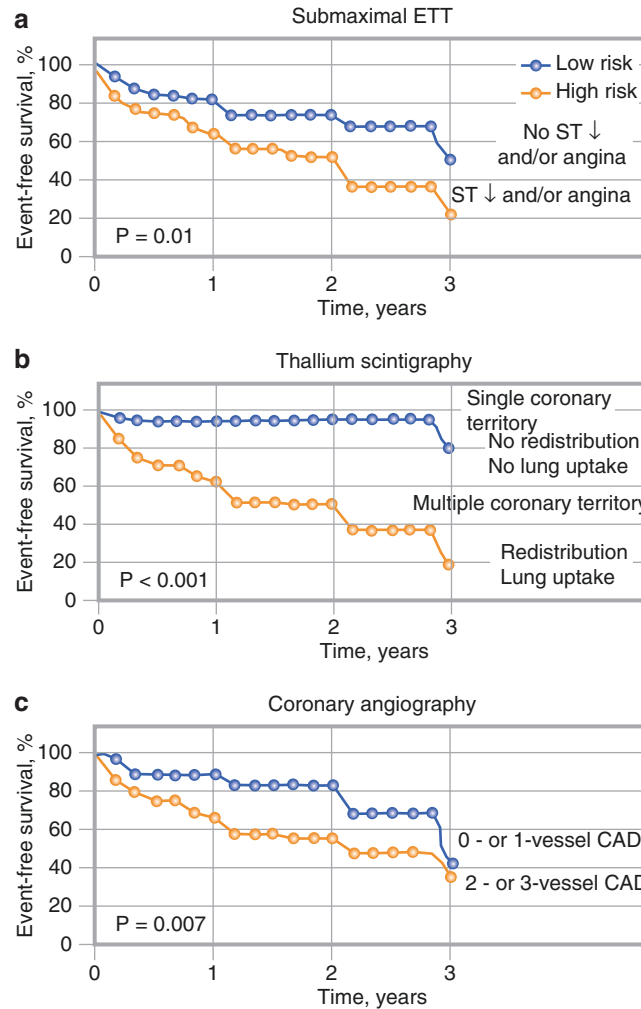 a
Submaximal ETT
Event-free survival, %
100
80
60
40
20
0
Low risk
High risk
No ST ↓
and/or angina
ST ↓ and/or angina
P = 0.01
0
1
2
3
Time, years
b
Thallium scintigraphy
Event-free survival, %
100
80
60
40
20
0
Single coronary
territory
No redistribution
No lung uptake
Multiple coronary territory
Redistribution
Lung uptake
P < 0.001
0
1
2
3
Time, years
c
Coronary angiography
Event-free survival, %
100
80
60
40
20
0
0 - or 1-vessel CAD
2 - or 3-vessel CAD
P = 0.007
0
1
2
3
Time, years